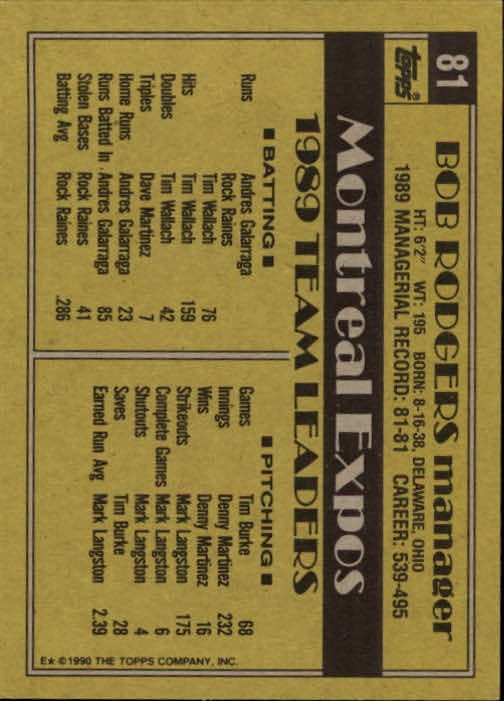 81
topps®
BOB RODGERS manager
HT: 6'2" WT: 195 BORN: 8-16-38, DELAWARE, OHIO
1989 MANAGERIAL RECORD: 81-81 CAREER: 539-495
Montreal Expos
1989 TEAM LEADERS
■ BATTING ■
Runs Andres Galarraga
Rock Raines
Tim Wallach 76
Hits Tim Wallach 159
Doubles Tim Wallach 42
Triples Dave Martinez 7
Home Runs Andres Galarraga 23
Runs Batted In Andres Galarraga 85
Stolen Bases Rock Raines 41
Batting Avg Rock Raines .286
■ PITCHING ■
Games Tim Burke 68
Innings Denny Martinez 232
Wins Denny Martinez 16
Strikeouts Mark Langston 175
Complete Games Mark Langston 6
Shutouts Mark Langston 4
Saves Tim Burke 28
Earned Run Avg Mark Langston 2.39
E★ ©1990 THE TOPPS COMPANY, INC.